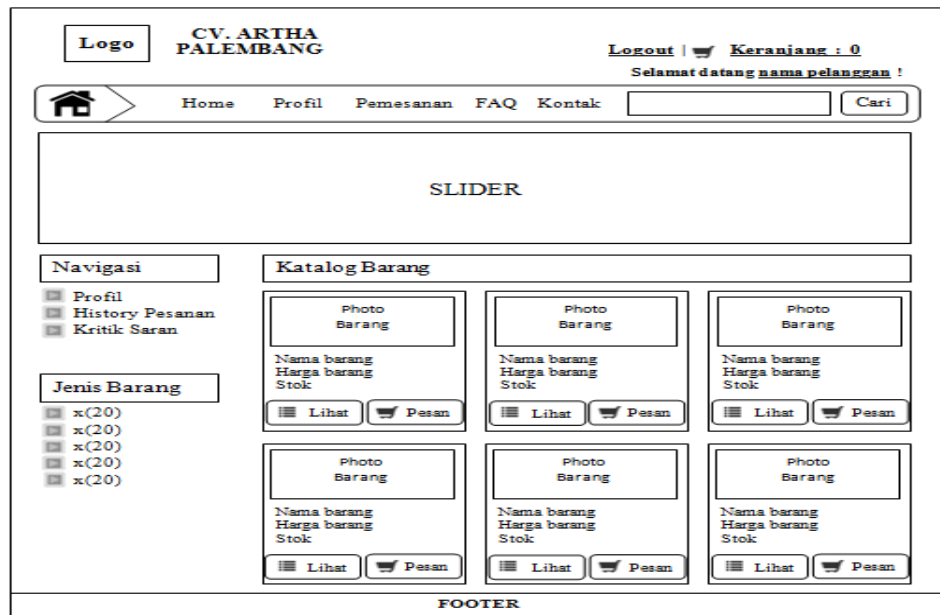 Logo
CV. ARTHA
PALEMBANG
Logout | Keranjang : 0
Selamat datang nama pelanggan !
Home Profil Pemesanan FAQ Kontak Cari
SLIDER
Navigasi
Profil
History Pesanan
Kritik Saran
Jenis Barang
x(20)
x(20)
x(20)
x(20)
x(20)
Katalog Barang
Photo
Barang
Nama barang
Harga barang
Stok
Lihat Pesan
Photo
Barang
Nama barang
Harga barang
Stok
Lihat Pesan
Photo
Barang
Nama barang
Harga barang
Stok
Lihat Pesan
Photo
Barang
Nama barang
Harga barang
Stok
Lihat Pesan
Photo
Barang
Nama barang
Harga barang
Stok
Lihat Pesan
Photo
Barang
Nama barang
Harga barang
Stok
Lihat Pesan
FOOTER